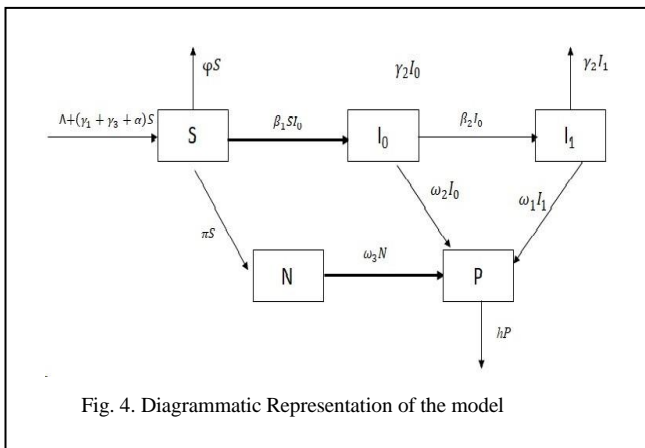 φS
γ₂I₀
γ₂I₁
Λ+(γ₁ + γ₃ + α)S
S
β₁SI₀
I₀
β₂I₀
I₁
ω₂I₀
ω₁I₁
πS
N
ω₃N
P
hP
Fig. 4. Diagrammatic Representation of the model